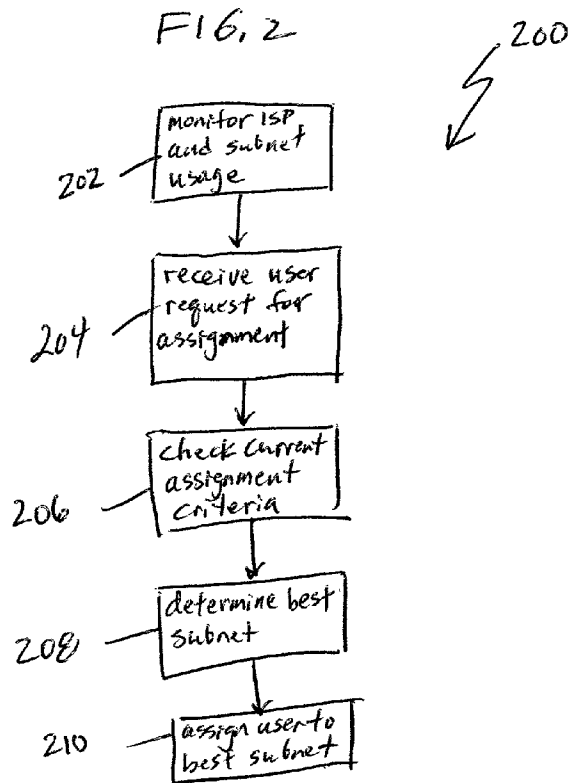 FIG. 2
200
monitor ISP
and subnet
usage
202
receive user
request for
assignment
204
check current
assignment
criteria
206
determine best
subnet
208
assign user to
best subnet
210